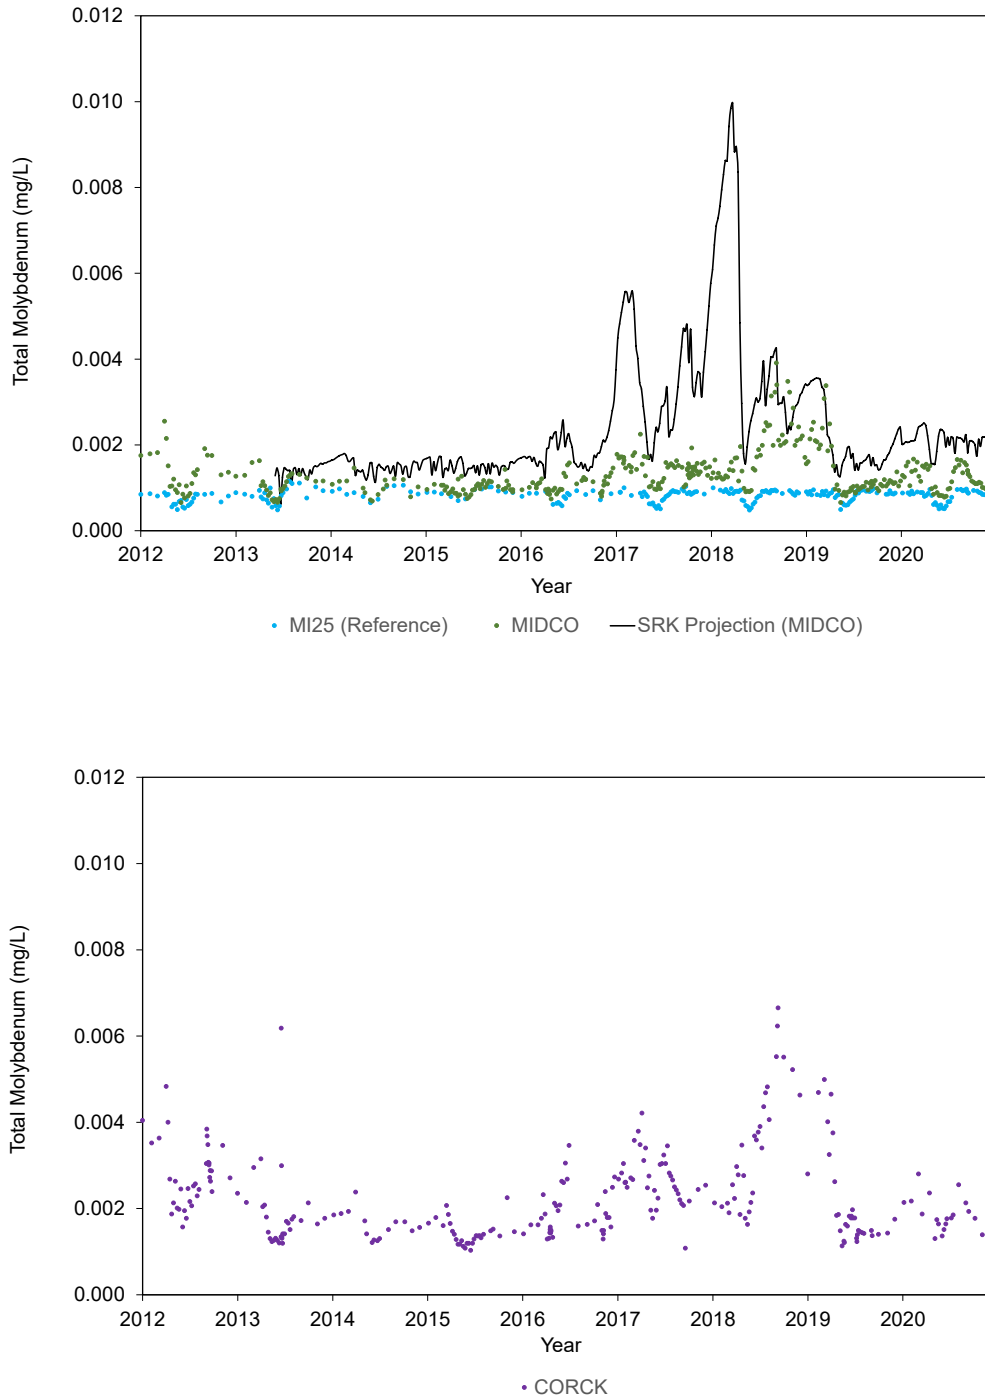 0.012
0.010
0.008
0.006
0.004
0.002
0.000
Total Molybdenum (mg/L)
2012 2013 2014 2015 2016 2017 2018 2019 2020
Year
MI25 (Reference) MIDCO SRK Projection (MIDCO)
0.012
0.010
0.008
0.006
0.004
0.002
0.000
Total Molybdenum (mg/L)
2012 2013 2014 2015 2016 2017 2018 2019 2020
Year
CORCK